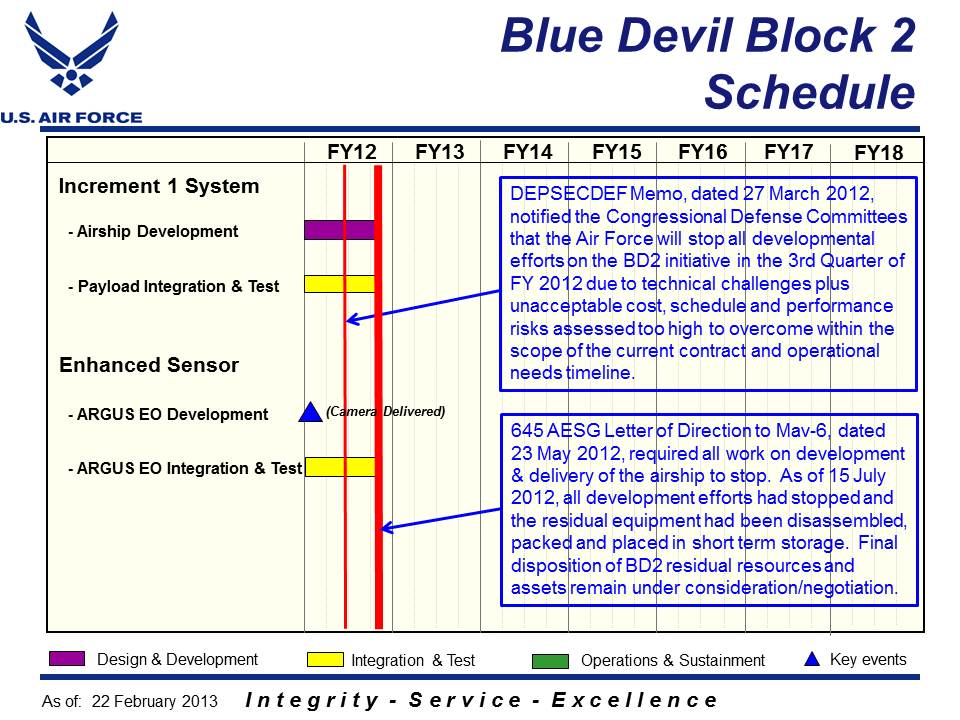 Blue Devil Block 2
Schedule
U.S. AIR FORCE
FY12 FY13 FY14 FY15 FY16 FY17 FY18
Increment 1 System
- Airship Development
- Payload Integration & Test
Enhanced Sensor
- ARGUS EO Development
(Camera Delivered)
- ARGUS EO Integration & Test
DEPSECDEF Memo, dated 27 March 2012,
notified the Congressional Defense Committees
that the Air Force will stop all developmental
efforts on the BD2 initiative in the 3rd Quarter of
FY 2012 due to technical challenges plus
unacceptable cost, schedule and performance
risks assessed too high to overcome within the
scope of the current contract and operational
needs timeline.
645 AESG Letter of Direction to Mav-6, dated
23 May 2012, required all work on development
& delivery of the airship to stop. As of 15 July
2012, all development efforts had stopped and
the residual equipment had been disassembled,
packed and placed in short term storage. Final
disposition of BD2 residual resources and
assets remain under consideration/negotiation.
Design & Development
Integration & Test
Operations & Sustainment
Key events
As of: 22 February 2013
Integrity - Service - Excellence